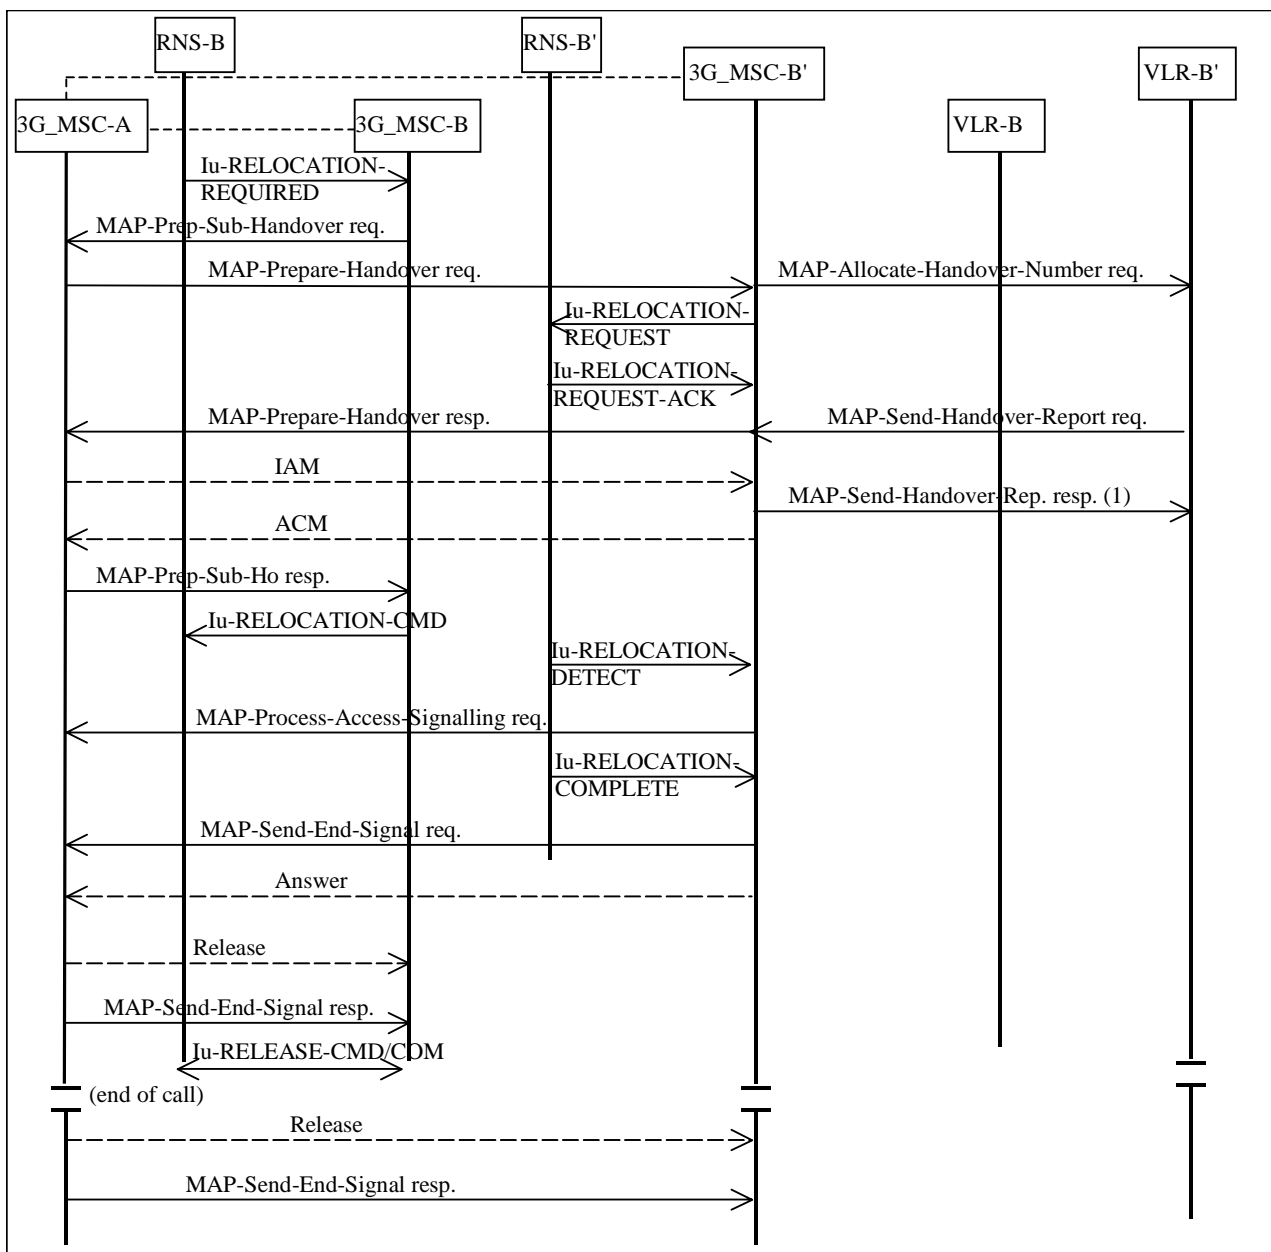 RNS-B
RNS-B'
3G_MSC-B'
VLR-B'
3G_MSC-A
3G_MSC-B
VLR-B
Iu-RELOCATION-
REQUIRED
MAP-Prep-Sub-Handover req.
MAP-Prepare-Handover req.
MAP-Allocate-Handover-Number req.
Iu-RELOCATION-
REQUEST
Iu-RELOCATION-
REQUEST-ACK
MAP-Prepare-Handover resp.
MAP-Send-Handover-Report req.
IAM
MAP-Send-Handover-Rep. resp. (1)
ACM
MAP-Prep-Sub-Ho resp.
Iu-RELOCATION-CMD
Iu-RELOCATION-
DETECT
MAP-Process-Access-Signalling req.
Iu-RELOCATION-
COMPLETE
MAP-Send-End-Signal req.
Answer
Release
MAP-Send-End-Signal resp.
Iu-RELEASE-CMD/COM
(end of call)
Release
MAP-Send-End-Signal resp.